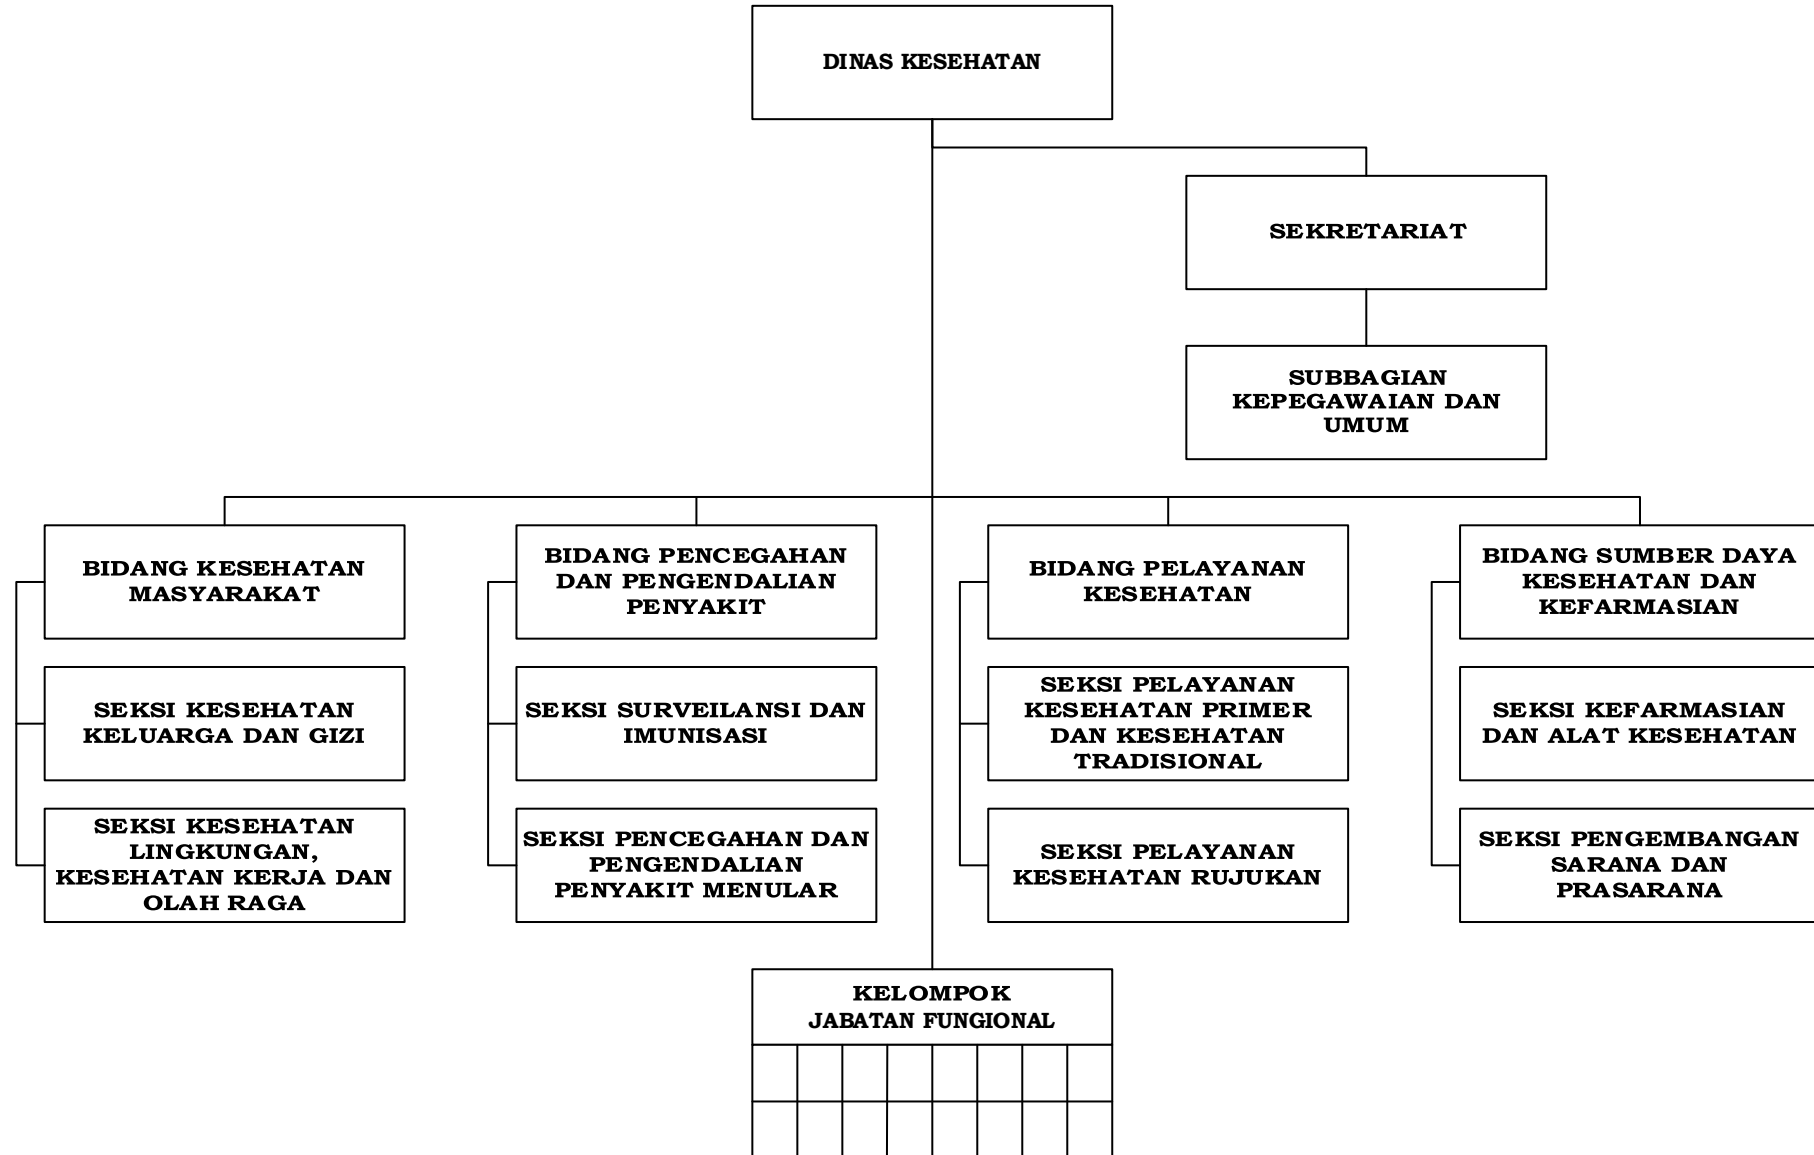 DINAS KESEHATAN
SEKRETARIAT
SUBBAGIAN
KEPEGAWAIAN DAN
UMUM
BIDANG KESEHATAN
MASYARAKAT
SEKSI KESEHATAN
KELUARGA DAN GIZI
SEKSI KESEHATAN
LINGKUNGAN,
KESEHATAN KERJA DAN
OLAH RAGA
BIDANG PENCEGAHAN
DAN PENGENDALIAN
PENYAKIT
SEKSI SURVEILANSI DAN
IMUNISASI
SEKSI PENCEGAHAN DAN
PENGENDALIAN
PENYAKIT MENULAR
BIDANG PELAYANAN
KESEHATAN
SEKSI PELAYANAN
KESEHATAN PRIMER
DAN KESEHATAN
TRADISIONAL
SEKSI PELAYANAN
KESEHATAN RUJUKAN
BIDANG SUMBER DAYA
KESEHATAN DAN
KEFARMASIAN
SEKSI KEFARMASIAN
DAN ALAT KESEHATAN
SEKSI PENGEMBANGAN
SARANA DAN
PRASARANA
KELOMPOK
JABATAN FUNGIONAL